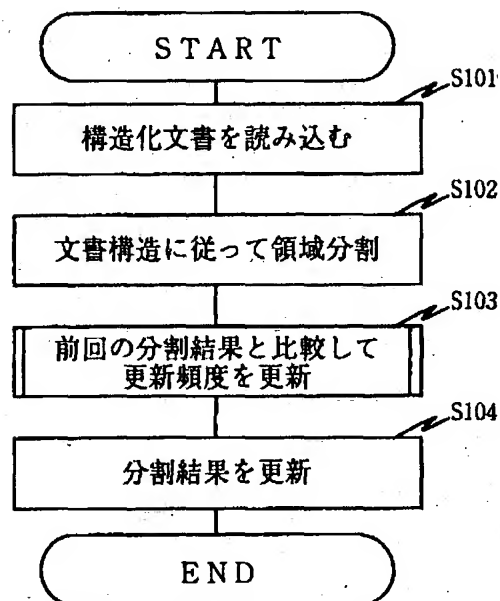 START
S101
構造化文書を読み込む
S102
文書構造に従って領域分割
S103
前回の分割結果と比較して
更新頻度を更新
S104
分割結果を更新
END